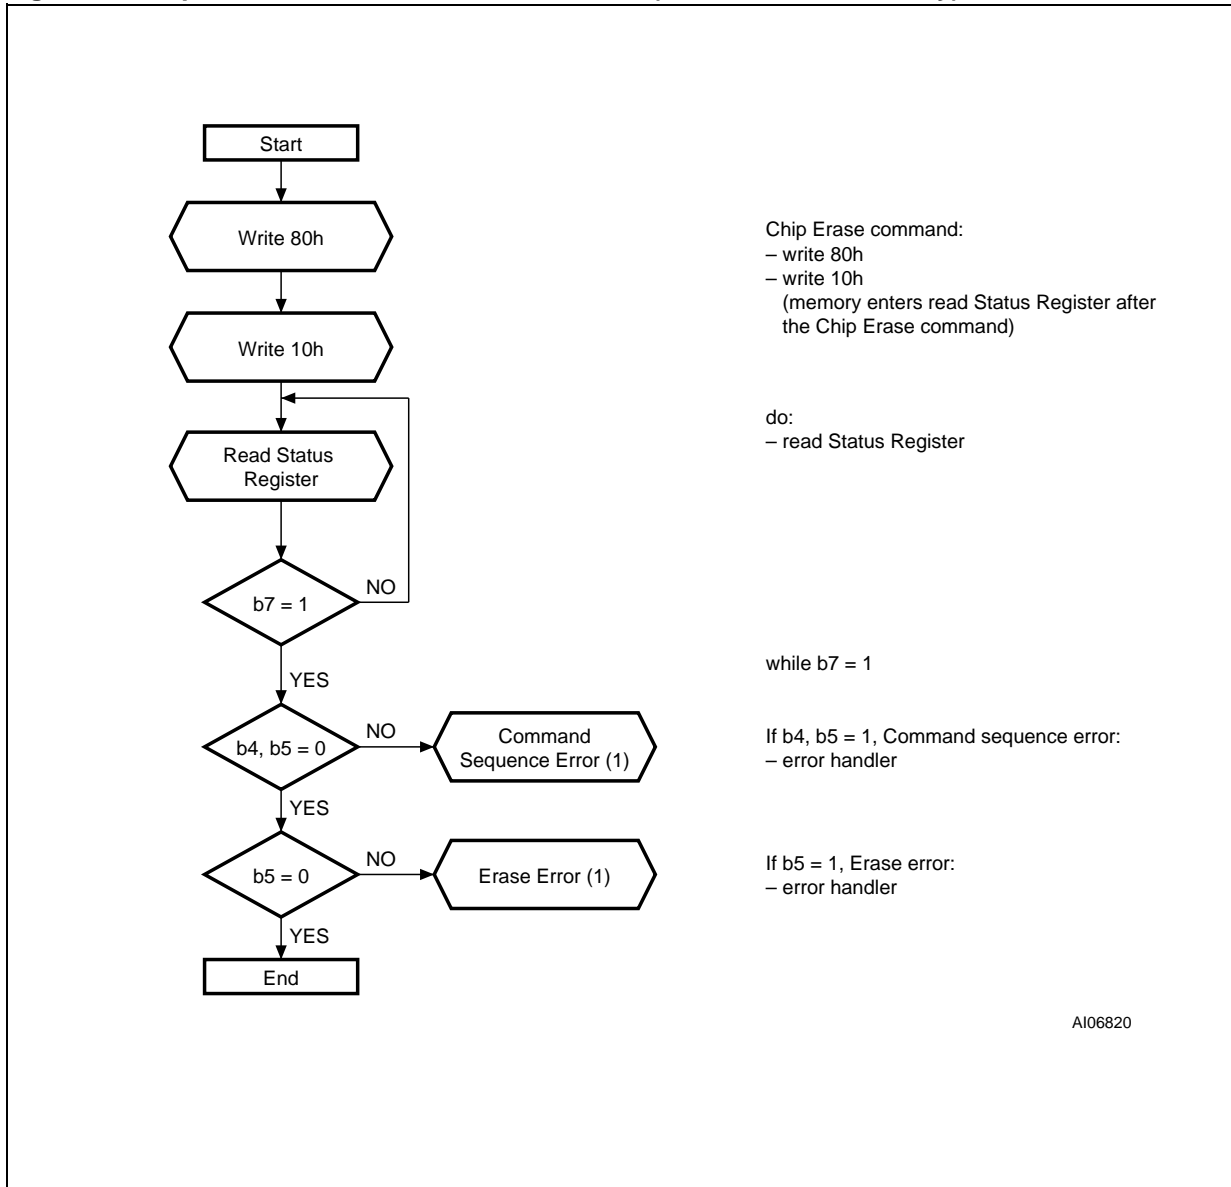 Start
Write 80h
Chip Erase command:
– write 80h
– write 10h
(memory enters read Status Register after
the Chip Erase command)
Write 10h
do:
– read Status Register
Read Status
Register
NO
b7 = 1
while b7 = 1
YES
NO
b4, b5 = 0
Command
Sequence Error (1)
If b4, b5 = 1, Command sequence error:
– error handler
YES
NO
b5 = 0
Erase Error (1)
If b5 = 1, Erase error:
– error handler
YES
End
AI06820